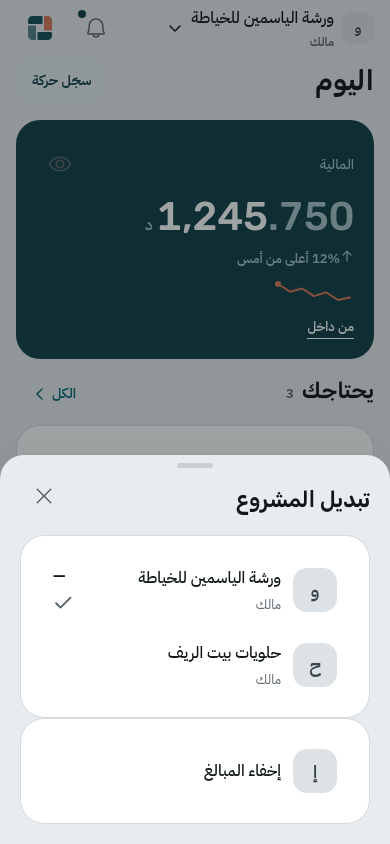 و
ورشة الياسمين للخياطة
مالك
اليوم
سجّل حركة
المالية
1,245.750 د
12% أعلى من أمس
من داخل
يحتاجك 3
الكل
تبديل المشروع
و
ورشة الياسمين للخياطة
–
مالك
ح
حلويات بيت الريف
مالك
إ
إخفاء المبالغ